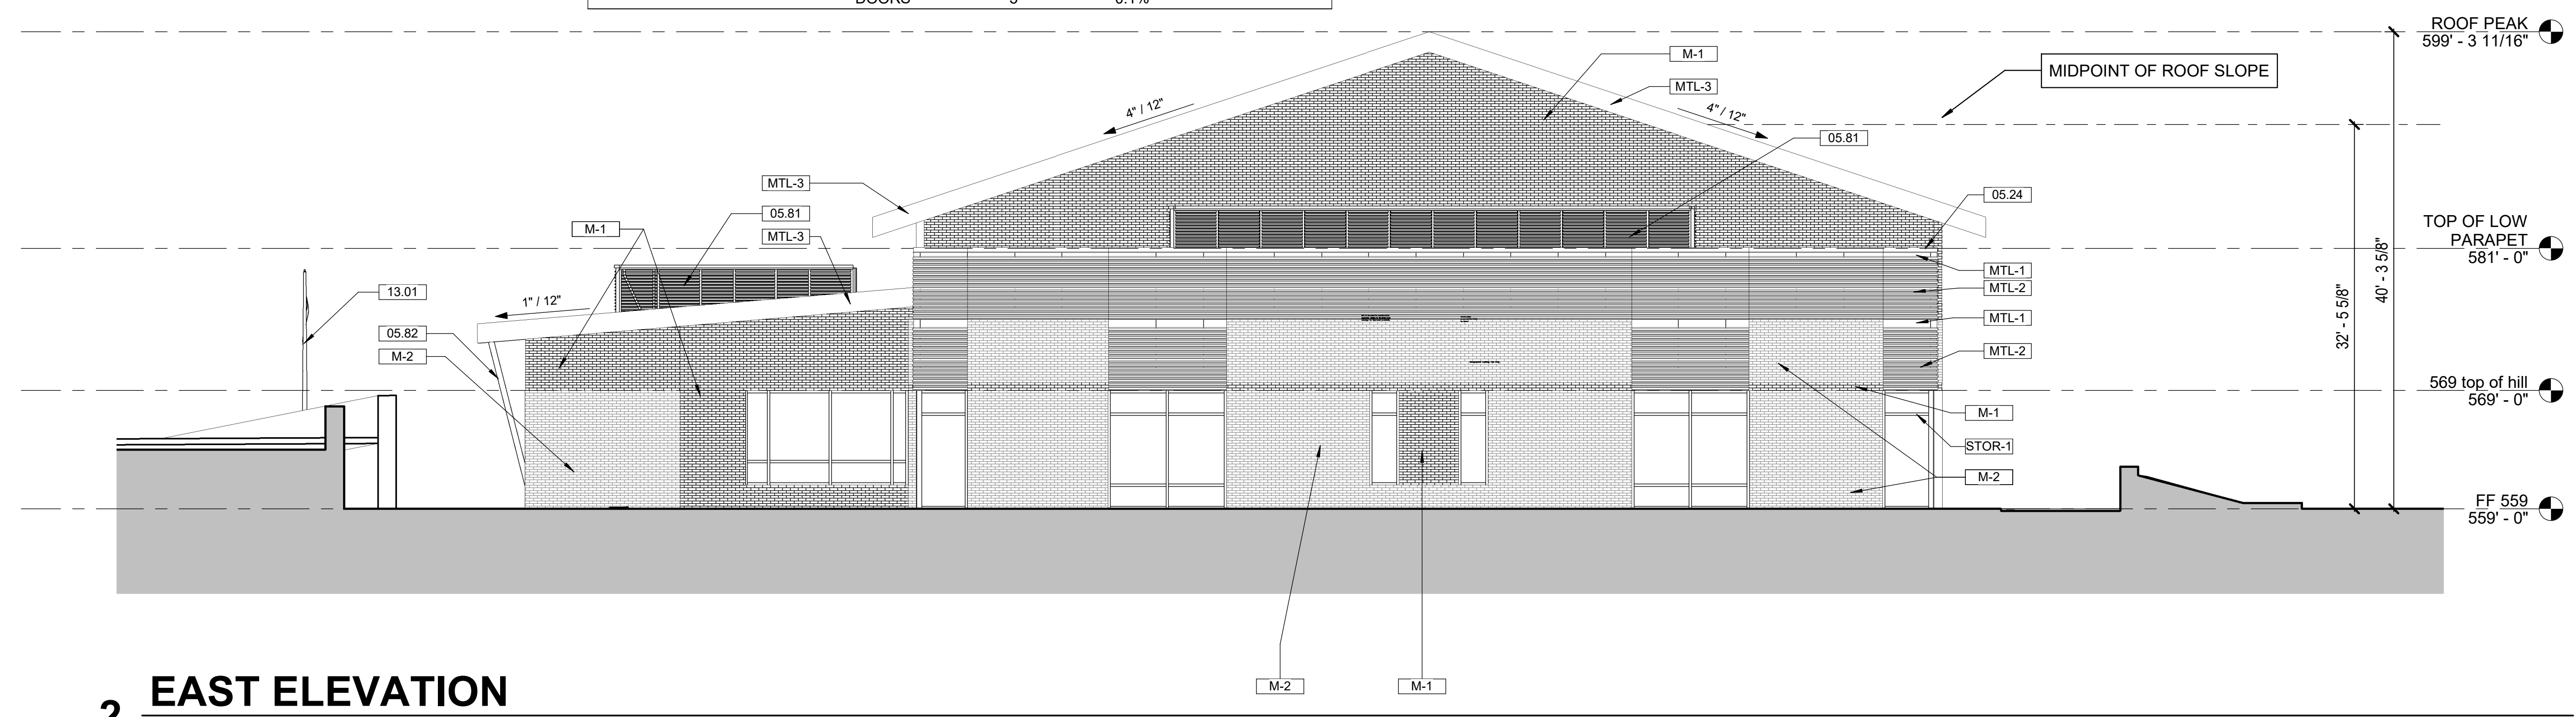 ROOF PEAK
599' - 3 11/16"
M-1
MIDPOINT OF ROOF SLOPE
MTL-3
4" / 12"
4" / 12"
05.81
MTL-3
05.24
05.81
M-1
MTL-3
TOP OF LOW
PARAPET
581' - 0"
MTL-1
MTL-2
13.01
1" / 12"
40' - 3 5/8"
32' - 5 5/8"
MTL-1
05.82
M-2
MTL-2
569 top of hill
569' - 0"
M-1
STOR-1
M-2
FF 559
559' - 0"
M-2
M-1
2
EAST ELEVATION